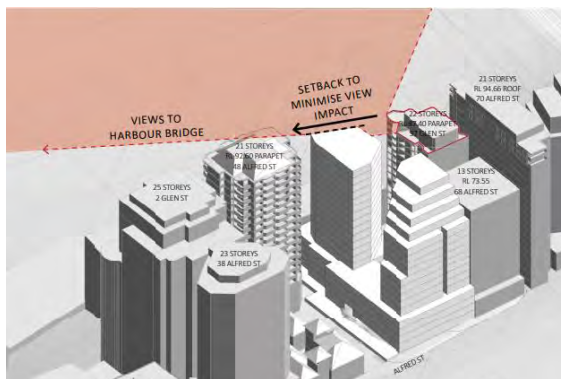 SETBACK TO
MINIMISE VIEW
IMPACT
VIEWS TO
HARBOUR BRIDGE
21 STOREYS
RL 94.66 ROOF
70 ALFRED ST
22 STOREYS
PARAPET
GLEN ST
21 STOREYS
RL 92.60 PARAPET
48 ALFRED ST
13 STOREYS
RL 73.55
68 ALFRED ST
25 STOREYS
2 GLEN ST
23 STOREYS
38 ALFRED ST
ALFRED ST